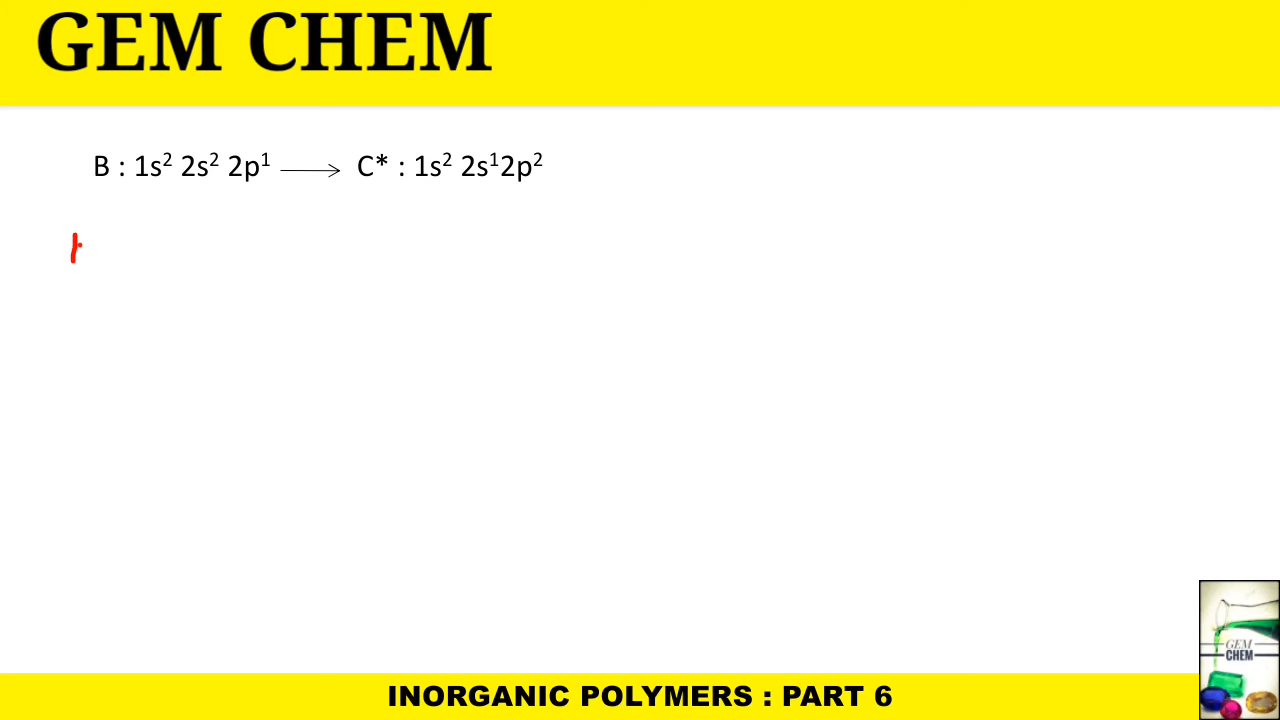 GEM CHEM
B : 1s² 2s² 2p¹ ⟶ C* : 1s² 2s¹2p²
GEM
CHEM
INORGANIC POLYMERS : PART 6